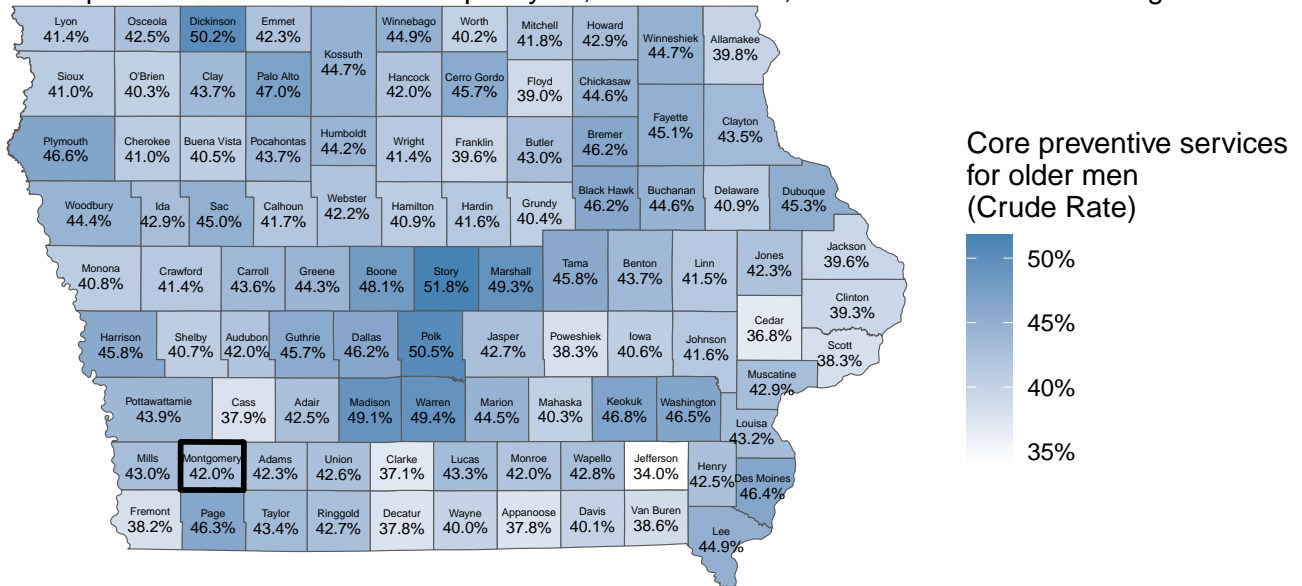 Lyon
41.4%
Osceola
42.5%
Dickinson
50.2%
Emmet
42.3%
Kossuth
44.7%
Winnebago
44.9%
Worth
40.2%
Mitchell
41.8%
Howard
42.9%
Winneshiek
44.7%
Allamakee
39.8%
Sioux
41.0%
O'Brien
40.3%
Clay
43.7%
Palo Alto
47.0%
Hancock
42.0%
Cerro Gordo
45.7%
Floyd
39.0%
Chickasaw
44.6%
Fayette
45.1%
Clayton
43.5%
Plymouth
46.6%
Cherokee
41.0%
Buena Vista
40.5%
Pocahontas
43.7%
Humboldt
44.2%
Wright
41.4%
Franklin
39.6%
Butler
43.0%
Bremer
46.2%
Woodbury
44.4%
Ida
42.9%
Sac
45.0%
Calhoun
41.7%
Webster
42.2%
Hamilton
40.9%
Hardin
41.6%
Grundy
40.4%
Black Hawk
46.2%
Buchanan
44.6%
Delaware
40.9%
Dubuque
45.3%
Monona
40.8%
Crawford
41.4%
Carroll
43.6%
Greene
44.3%
Boone
48.1%
Story
51.8%
Marshall
49.3%
Tama
45.8%
Benton
43.7%
Linn
41.5%
Jones
42.3%
Jackson
39.6%
Clinton
39.3%
Harrison
45.8%
Shelby
40.7%
Audubon
42.0%
Guthrie
45.7%
Dallas
46.2%
Polk
50.5%
Jasper
42.7%
Poweshiek
38.3%
Iowa
40.6%
Johnson
41.6%
Cedar
36.8%
Scott
38.3%
Muscatine
42.9%
Pottawattamie
43.9%
Cass
37.9%
Adair
42.5%
Madison
49.1%
Warren
49.4%
Marion
44.5%
Mahaska
40.3%
Keokuk
46.8%
Washington
46.5%
Louisa
43.2%
Mills
43.0%
Montgomery
42.0%
Adams
42.3%
Union
42.6%
Clarke
37.1%
Lucas
43.3%
Monroe
42.0%
Wapello
42.8%
Jefferson
34.0%
Henry
42.5%
Des Moines
46.4%
Fremont
38.2%
Page
46.3%
Taylor
43.4%
Ringgold
42.7%
Decatur
37.8%
Wayne
40.0%
Appanoose
37.8%
Davis
40.1%
Van Buren
38.6%
Lee
44.9%
Core preventive services
for older men
(Crude Rate)
50%
45%
40%
35%